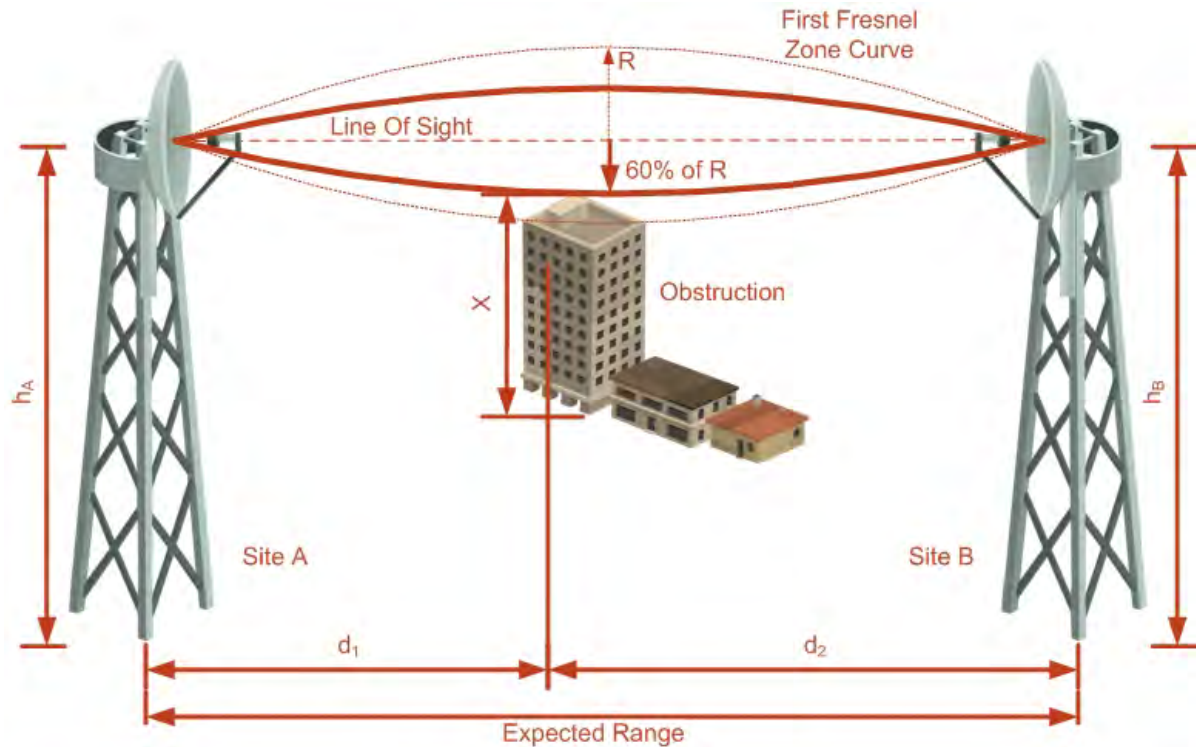 First Fresnel
Zone Curve
R
Line Of Sight
60% of R
X
Obstruction
hA
hB
Site A
Site B
d1
d2
Expected Range